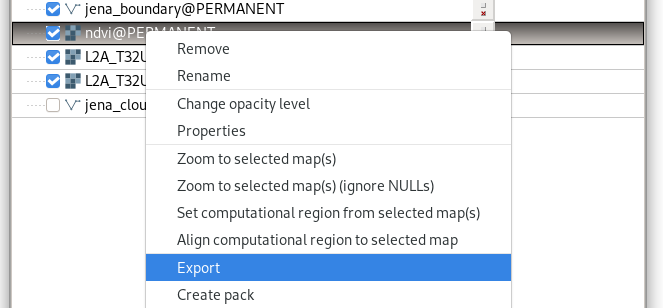 jena_boundary@PERMANENT
ndvi@PERMANENT
L2A_T32U
L2A_T32U
jena_clou
Remove
Rename
Change opacity level
Properties
Zoom to selected map(s)
Zoom to selected map(s) (ignore NULLs)
Set computational region from selected map(s)
Align computational region to selected map
Export
Create pack